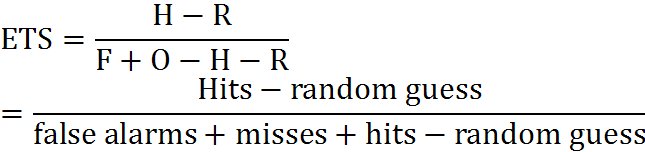 ETS = (H − R) / (F + O − H − R)
= (Hits − random guess) / (false alarms + misses + hits − random guess)